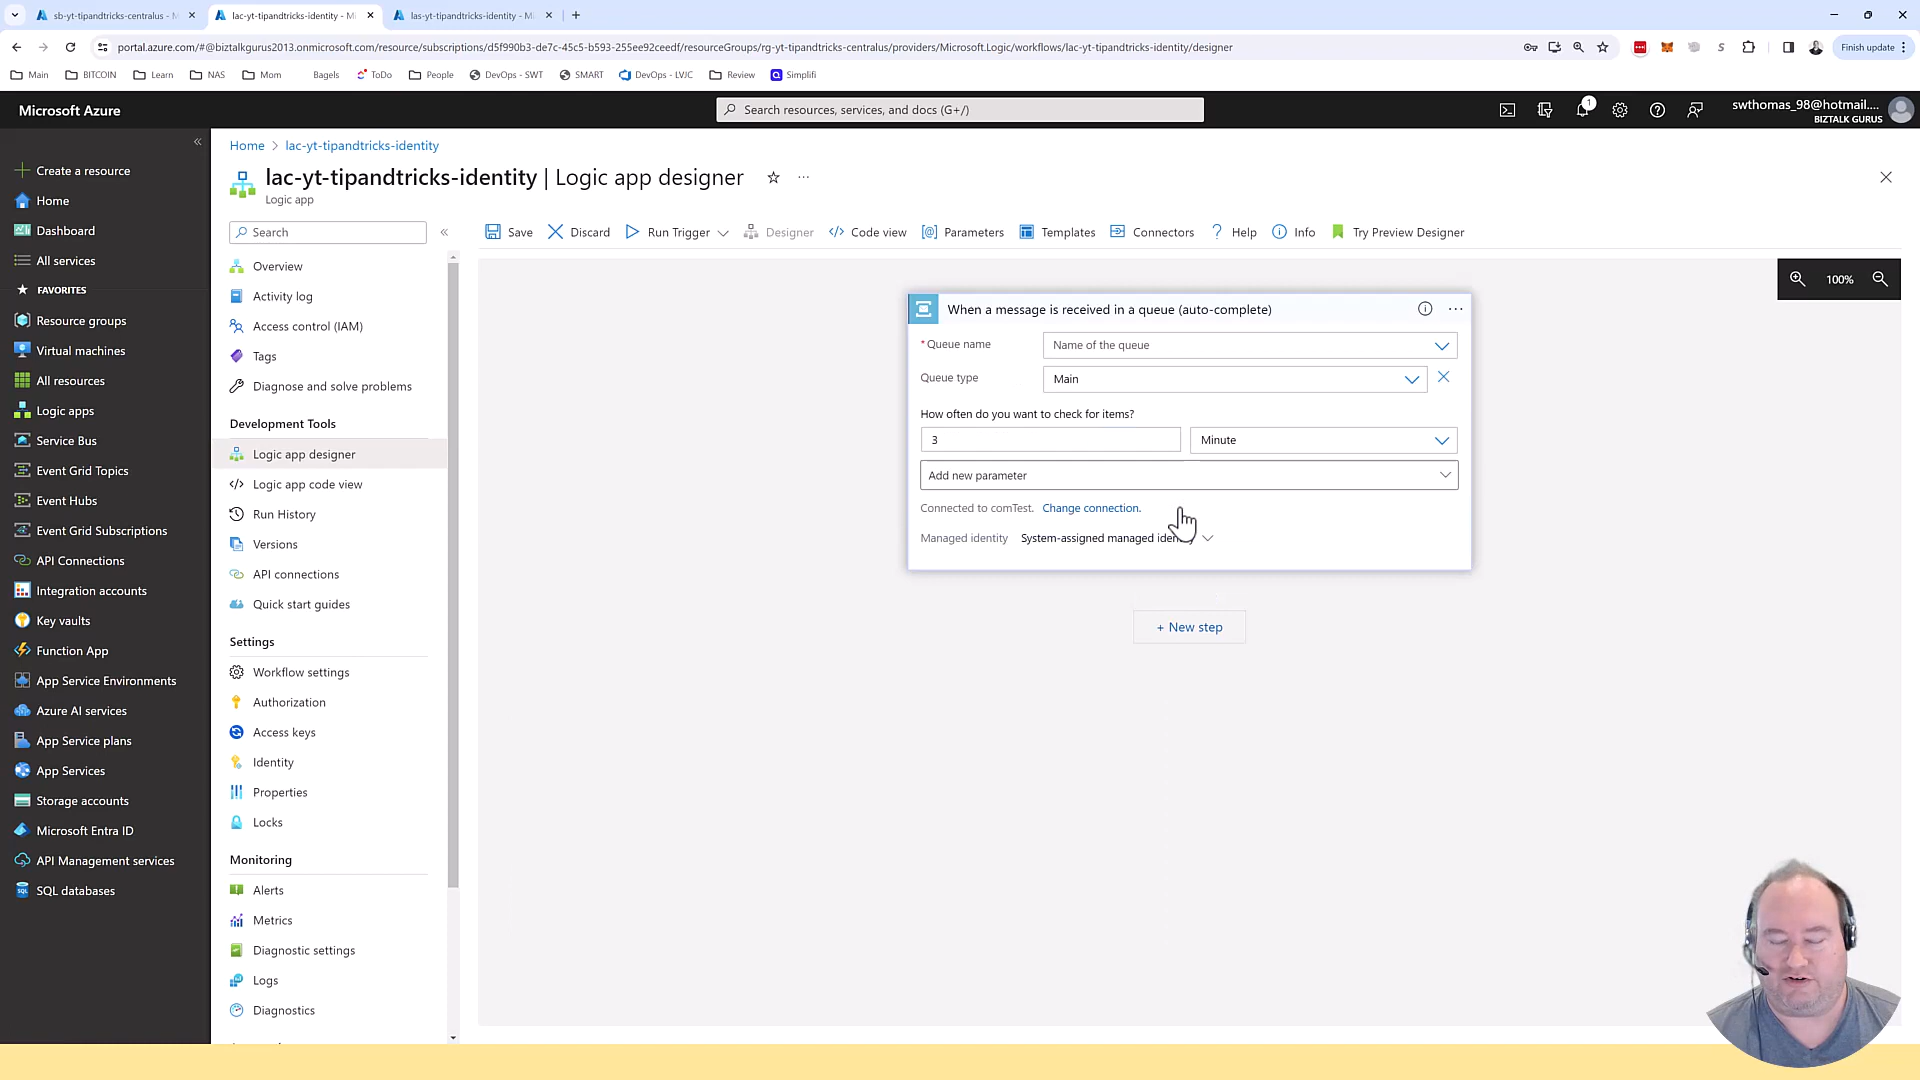 sb-yt-tipandtricks-centralus - M
lac-yt-tipandtricks-identity - Mi
las-yt-tipandtricks-identity - Mi
portal.azure.com/#@biztalkgurus2013.onmicrosoft.com/resource/subscriptions/d5f990b3-de7c-45c5-b593-255ee92ceedf/resourceGroups/rg-yt-tipandtricks-centralus/providers/Microsoft.Logic/workflows/lac-yt-tipandtricks-identity/designer
Finish update
Main
BITCOIN
Learn
NAS
Mom
Bagels
ToDo
People
DevOps - SWT
SMART
DevOps - LVJC
Review
Simplifi
Microsoft Azure
Search resources, services, and docs (G+/)
1
swthomas_98@hotmail....
BIZTALK GURUS
Create a resource
Home
Dashboard
All services
FAVORITES
Resource groups
Virtual machines
All resources
Logic apps
Service Bus
Event Grid Topics
Event Hubs
Event Grid Subscriptions
API Connections
Integration accounts
Key vaults
Function App
App Service Environments
Azure AI services
App Service plans
App Services
Storage accounts
Microsoft Entra ID
API Management services
SQL databases
Home > lac-yt-tipandtricks-identity
lac-yt-tipandtricks-identity | Logic app designer
Logic app
Search
Overview
Activity log
Access control (IAM)
Tags
Diagnose and solve problems
Development Tools
Logic app designer
Logic app code view
Run History
Versions
API connections
Quick start guides
Settings
Workflow settings
Authorization
Access keys
Identity
Properties
Locks
Monitoring
Alerts
Metrics
Diagnostic settings
Logs
Diagnostics
Save
Discard
Run Trigger
Designer
Code view
Parameters
Templates
Connectors
Help
Info
Try Preview Designer
100%
When a message is received in a queue (auto-complete)
* Queue name
Name of the queue
Queue type
Main
How often do you want to check for items?
3
Minute
Add new parameter
Connected to comTest. Change connection.
Managed identity System-assigned managed
+ New step